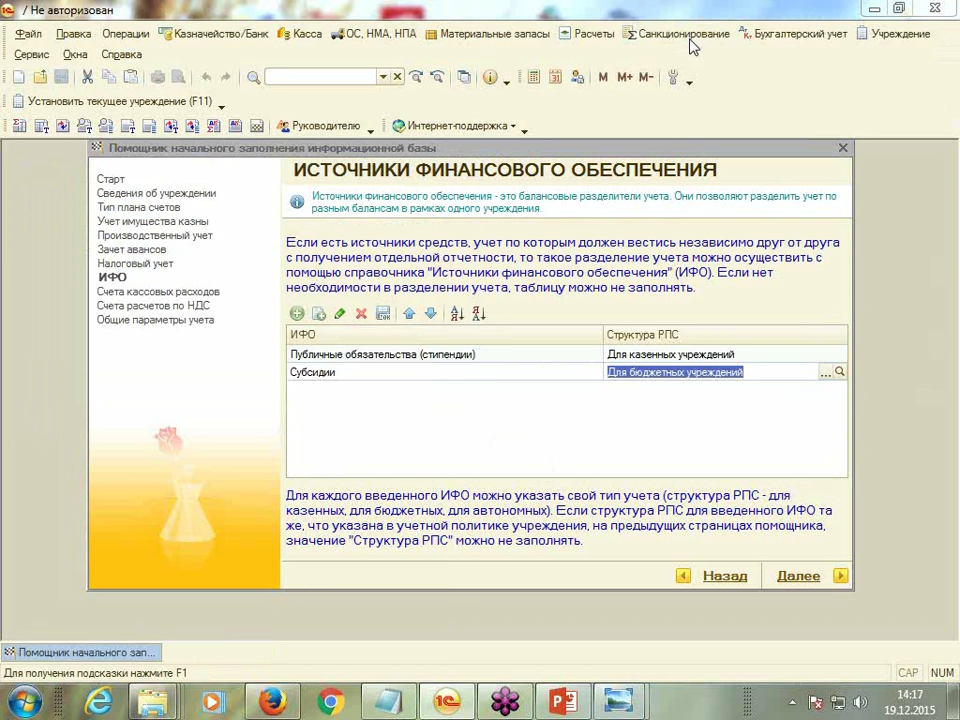 / Не авторизован
Файл Правка Операции Казначейство/Банк Касса ОС, НМА, НПА Материальные запасы Расчеты Санкционирование Бухгалтерский учет Учреждение
Сервис Окна Справка
M M+ M-
Установить текущее учреждение (F11)
Руководителю Интернет-поддержка
Помощник начального заполнения информационной базы
Старт
Сведения об учреждении
Тип плана счетов
Учет имущества казны
Производственный учет
Зачет авансов
Налоговый учет
ИФО
Счета кассовых расходов
Счета расчетов по НДС
Общие параметры учета
ИСТОЧНИКИ ФИНАНСОВОГО ОБЕСПЕЧЕНИЯ
Источники финансового обеспечения - это балансовые разделители учета. Они позволяют разделить учет по
разным балансам в рамках одного учреждения.
Если есть источники средств, учет по которым должен вестись независимо друг от друга
с получением отдельной отчетности, то такое разделение учета можно осуществить с
помощью справочника "Источники финансового обеспечения" (ИФО). Если нет
необходимости в разделении учета, таблицу можно не заполнять.
ИФО Структура РПС
Публичные обязательства (стипендии) Для казенных учреждений
Субсидии Для бюджетных учреждений ...
Для каждого введенного ИФО можно указать свой тип учета (структура РПС - для
казенных, для бюджетных, для автономных). Если структура РПС для введенного ИФО та
же, что указана в учетной политике учреждения, на предыдущих страницах помощника,
значение "Структура РПС" можно не заполнять.
Назад Далее
Помощник начального зап...
Для получения подсказки нажмите F1
CAP NUM
14:17
19.12.2015